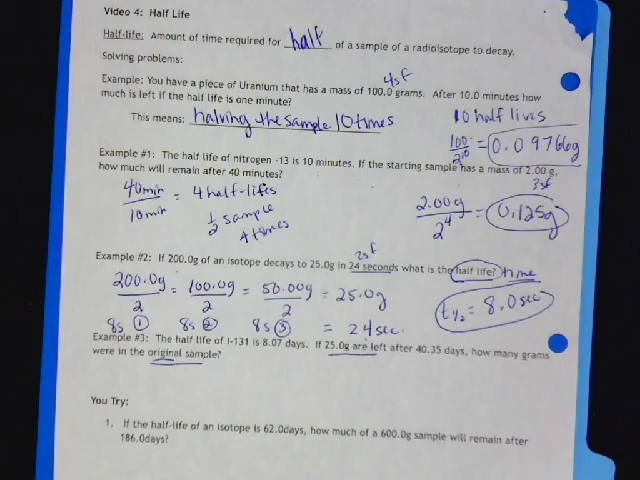 Video 4: Half Life
Half-life: Amount of time required for half of a sample of a radioisotope to decay.
Solving problems:
4sf
Example: You have a piece of Uranium that has a mass of 100.0 grams. After 10.0 minutes how
much is left if the half life is one minute?
10 half lives
This means: halving the sample 10 times
100/2^10 = 0.09766g
Example #1: The half life of nitrogen -13 is 10 minutes. If the starting sample has a mass of 2.00 g,
how much will remain after 40 minutes?
3sf
40min/10min = 4 half-lifes
1/2 sample
4 times
2.00g/2^4 = 0.125g
2sf
Example #2: If 200.0g of an isotope decays to 25.0g in 24 seconds what is the half life? time
200.0g/2 = 100.0g/2 = 50.00g/2 = 25.0g
t½ = 8.0sec
8s 1 8s 2 8s 3 = 24sec.
Example #3: The half life of I-131 is 8.07 days. If 25.0g are left after 40.35 days, how many grams
were in the original sample?
You Try:
1. If the half-life of an isotope is 62.0days, how much of a 600.0g sample will remain after
186.0days?